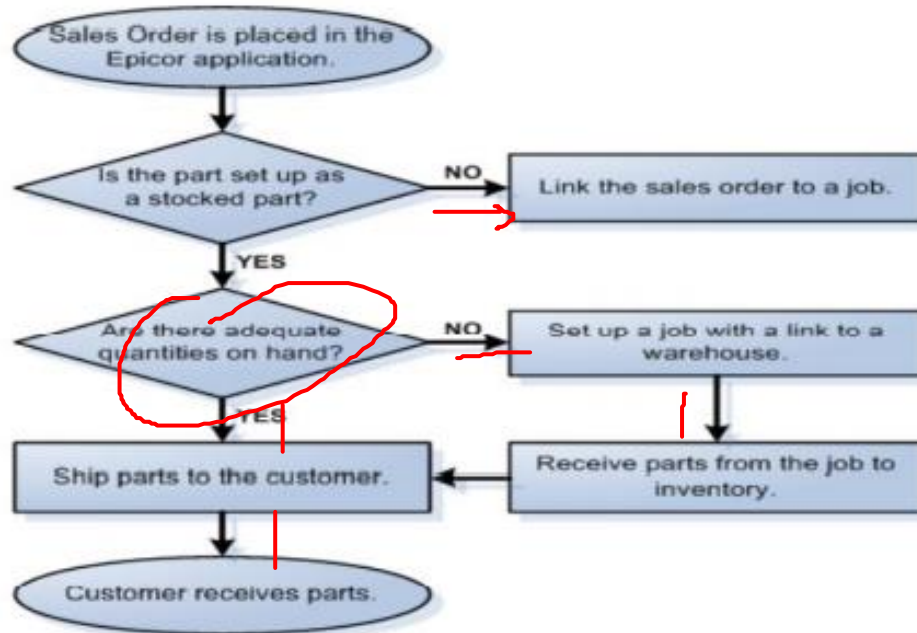 Sales Order is placed in the
Epicor application.
Is the part set up as
a stocked part?
NO
Link the sales order to a job.
YES
Are there adequate
quantities on hand?
NO
Set up a job with a link to a
warehouse.
YES
Ship parts to the customer.
Receive parts from the job to
inventory.
Customer receives parts.